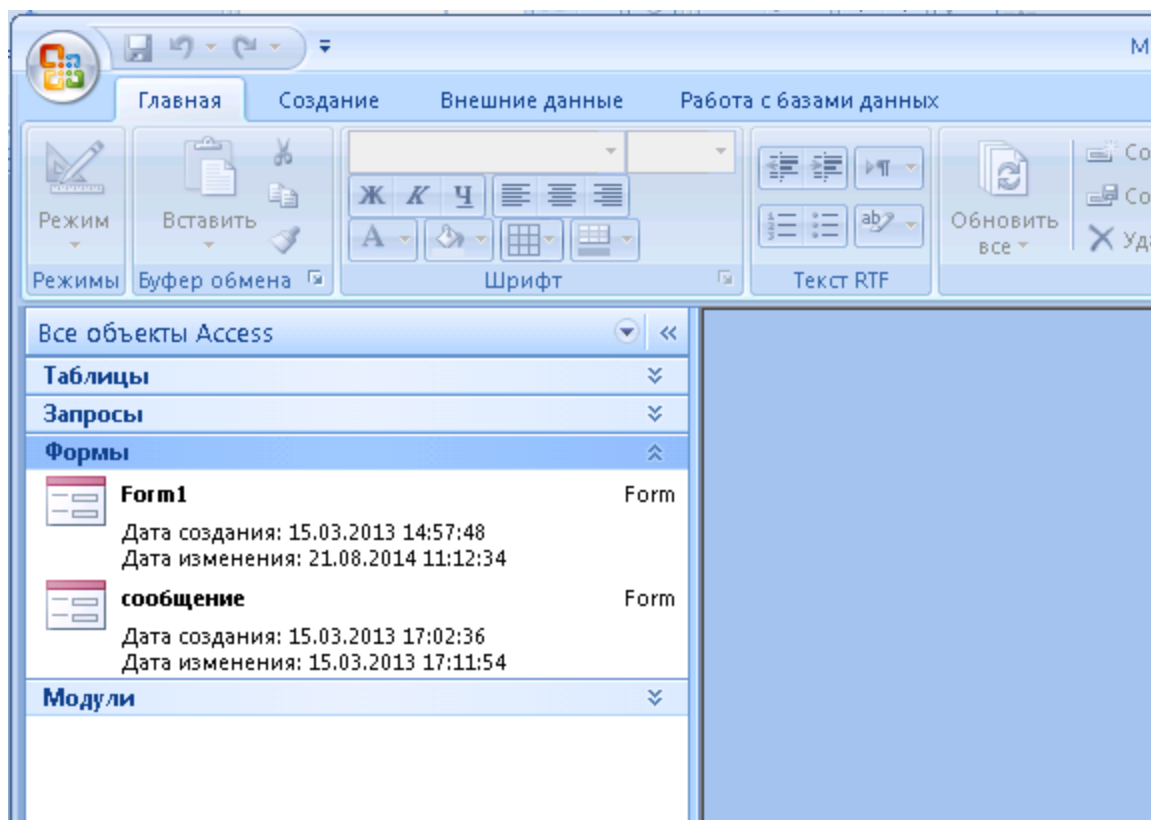 Главная Создание Внешние данные Работа с базами данных
Режим Вставить Ж К Ч Обновить все
А ab
Режимы Буфер обмена Шрифт Текст RTF
Все объекты Access
Таблицы
Запросы
Формы
Form1 Form
Дата создания: 15.03.2013 14:57:48
Дата изменения: 21.08.2014 11:12:34
сообщение Form
Дата создания: 15.03.2013 17:02:36
Дата изменения: 15.03.2013 17:11:54
Модули